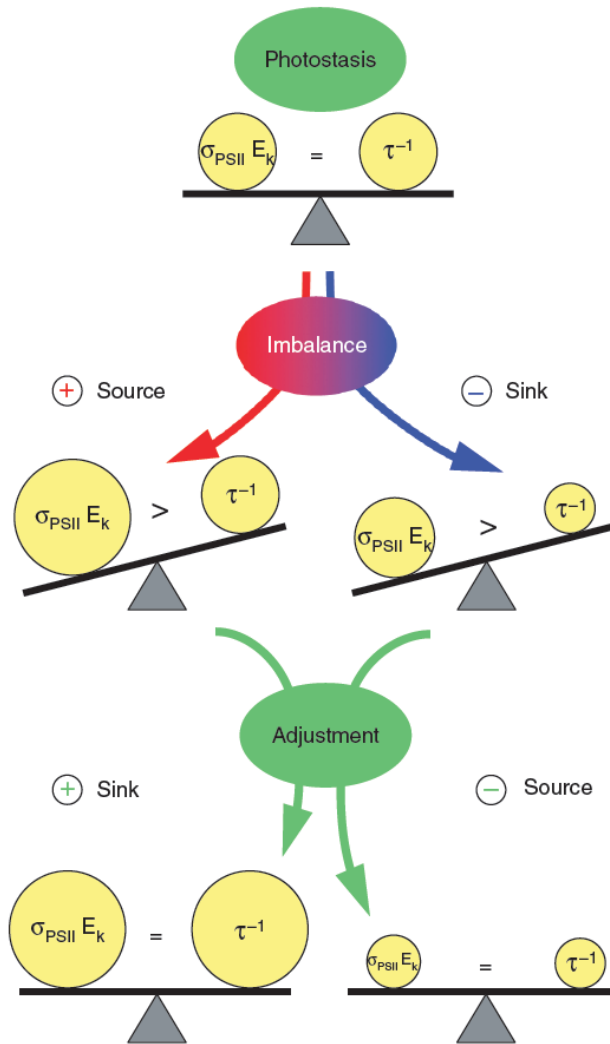 Photostasis
σPSII Ek = τ−1
Imbalance
+ Source
− Sink
σPSII Ek > τ−1
σPSII Ek > τ−1
Adjustment
+ Sink
− Source
σPSII Ek = τ−1
σPSII Ek = τ−1